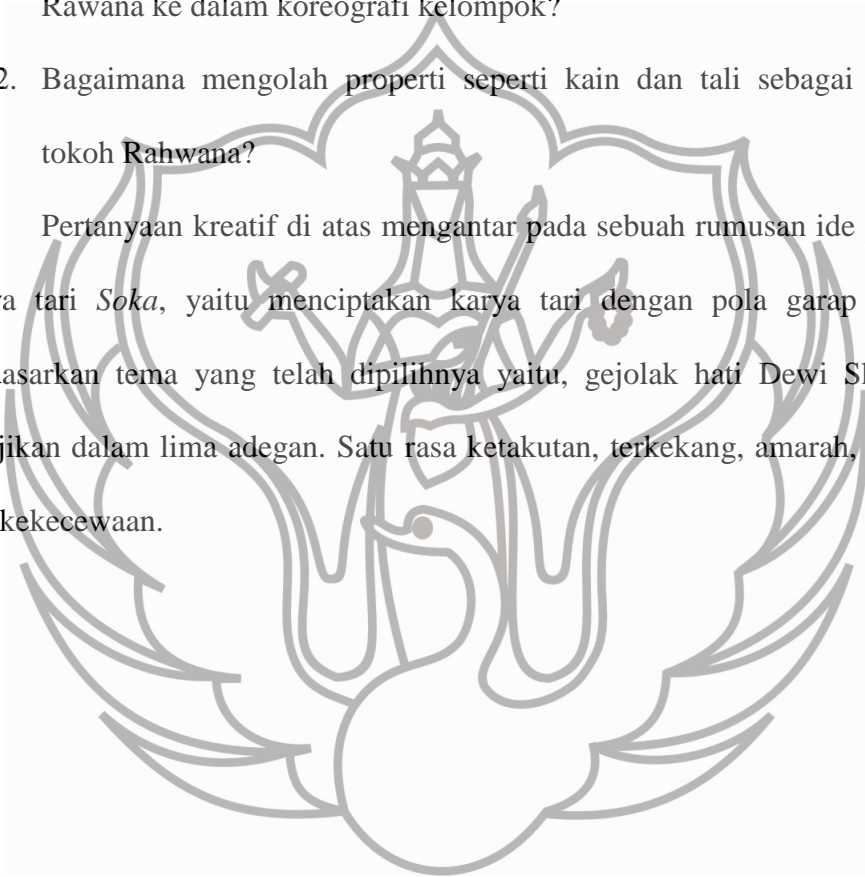 Rawana ke dalam koreografi kelompok?
2. Bagaimana mengolah properti seperti kain dan tali sebagai
tokoh Rahwana?
Pertanyaan kreatif di atas mengantar pada sebuah rumusan ide
tari Soka, yaitu menciptakan karya tari dengan pola garap
tema yang telah dipilihnya yaitu, gejolak hati Dewi
dalam lima adegan. Satu rasa ketakutan, terkekang, amarah,
kekecewaan.